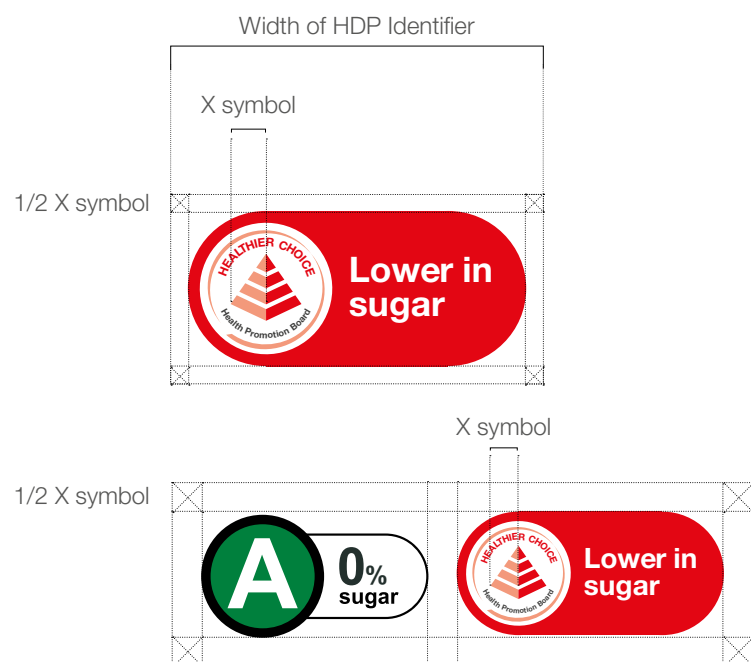 Width of HDP Identifier
X symbol
1/2 X symbol
HEALTHIER CHOICE
Health Promotion Board
Lower in
sugar
X symbol
1/2 X symbol
A
0%
sugar
HEALTHIER CHOICE
Health Promotion Board
Lower in
sugar